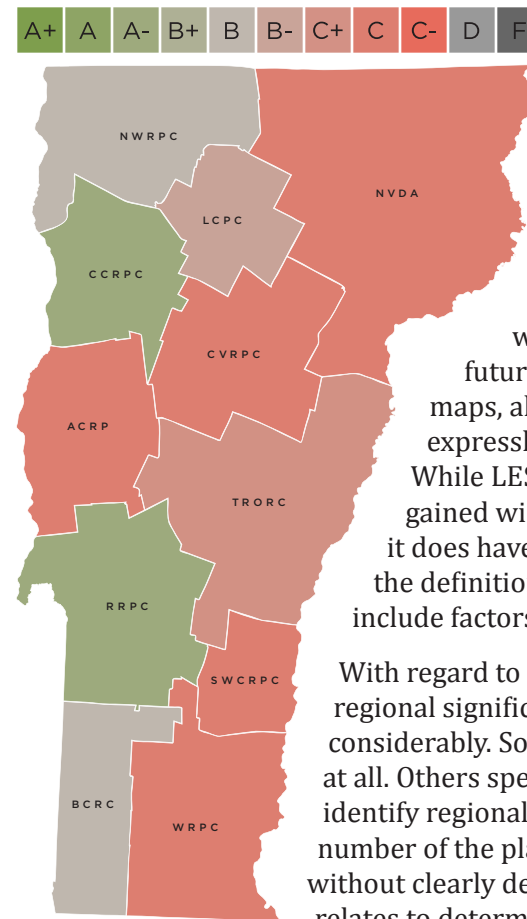 A+ A A- B+ B B- C+ C C- D F
NWRPC
NVDA
LCPC
CCRPC
CVRPC
ACRP
TRORC
RRPC
SWCRPC
BCRC
WRPC
w
futur
maps, al
expressl
While LES
gained wi
it does have
the definitio
include factors
With regard to
regional signific
considerably. So
at all. Others spe
identify regional
number of the pla
without clearly de